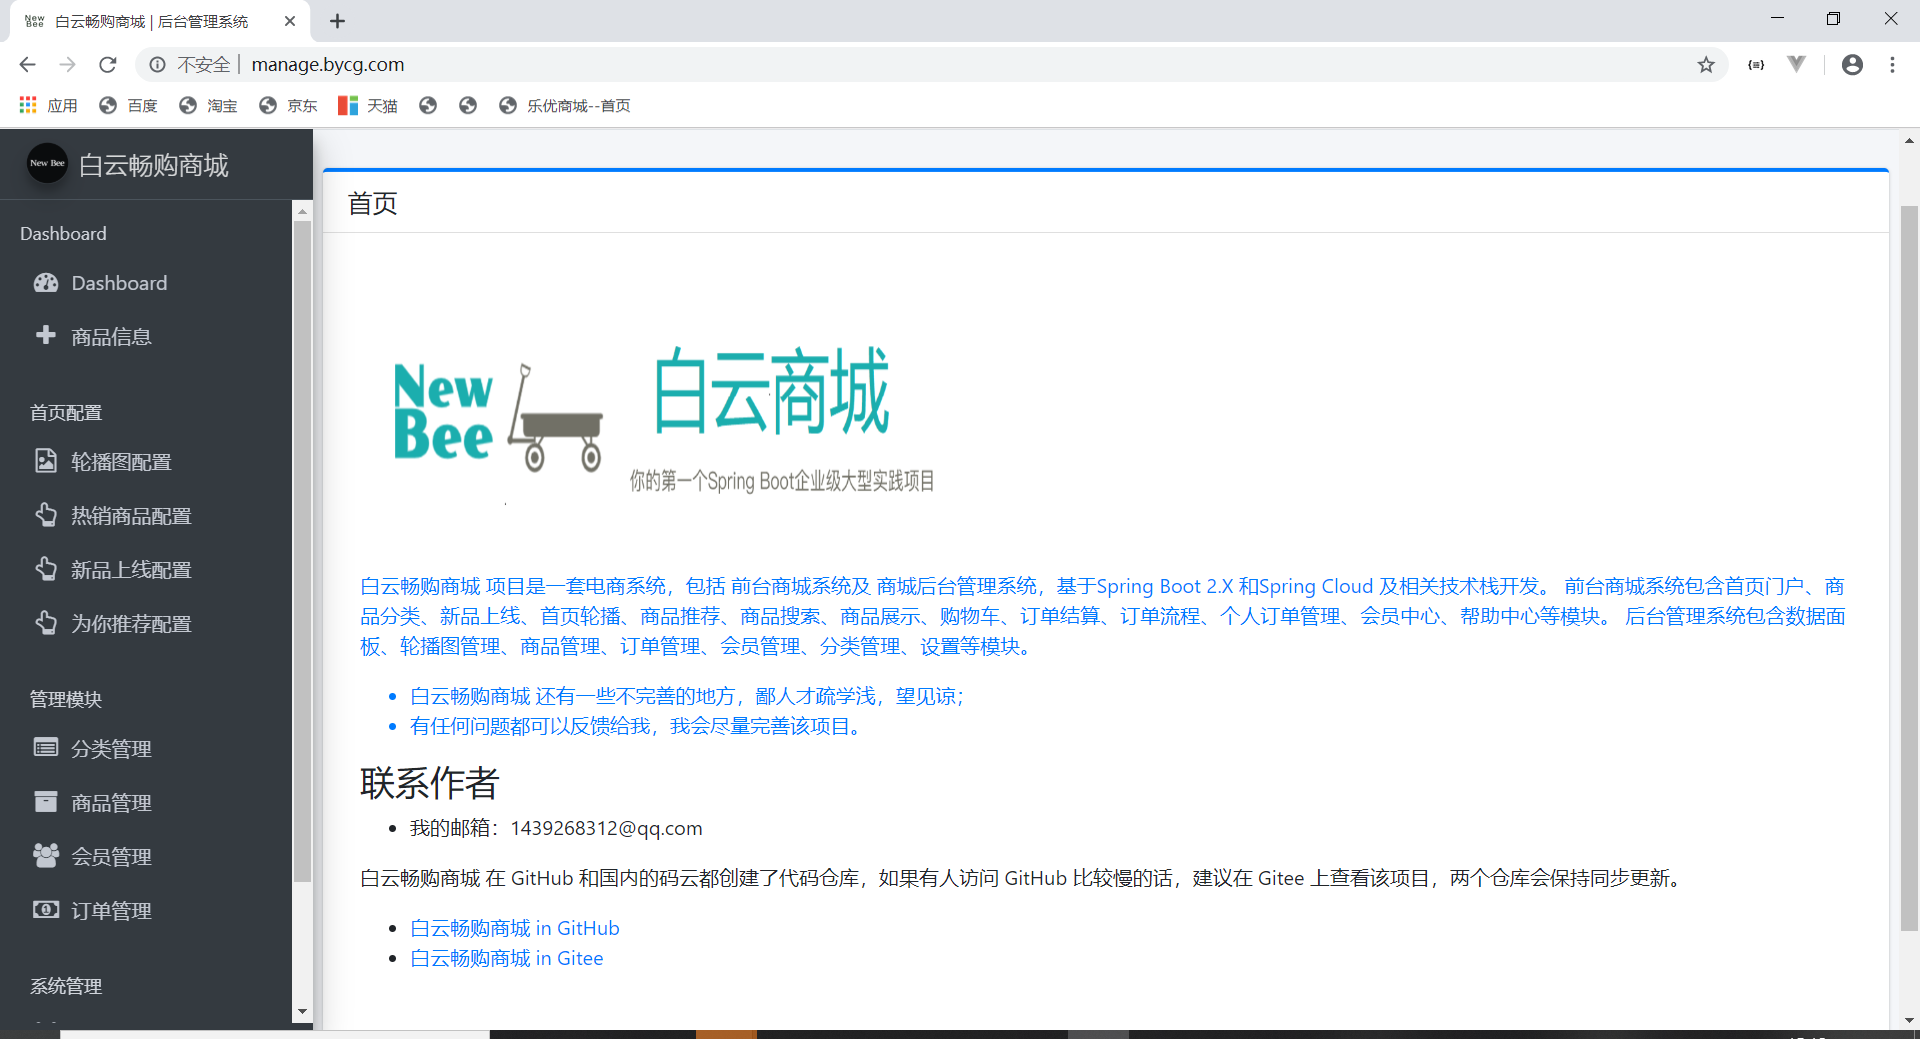 New Bee
白云畅购商城 | 后台管理系统
不安全
manage.bycg.com
应用
百度
淘宝
京东
天猫
乐优商城--首页
New Bee
白云畅购商城
Dashboard
Dashboard
商品信息
首页配置
轮播图配置
热销商品配置
新品上线配置
为你推荐配置
管理模块
分类管理
商品管理
会员管理
订单管理
系统管理
首页
New
Bee
白云商城
你的第一个Spring Boot企业级大型实践项目
白云畅购商城 项目是一套电商系统，包括 前台商城系统及 商城后台管理系统，基于Spring Boot 2.X 和Spring Cloud 及相关技术栈开发。 前台商城系统包含首页门户、商
品分类、新品上线、首页轮播、商品推荐、商品搜索、商品展示、购物车、订单结算、订单流程、个人订单管理、会员中心、帮助中心等模块。 后台管理系统包含数据面
板、轮播图管理、商品管理、订单管理、会员管理、分类管理、设置等模块。
白云畅购商城 还有一些不完善的地方，鄙人才疏学浅，望见谅；
有任何问题都可以反馈给我，我会尽量完善该项目。
联系作者
我的邮箱：1439268312@qq.com
白云畅购商城 在 GitHub 和国内的码云都创建了代码仓库，如果有人访问 GitHub 比较慢的话，建议在 Gitee 上查看该项目，两个仓库会保持同步更新。
白云畅购商城 in GitHub
白云畅购商城 in Gitee